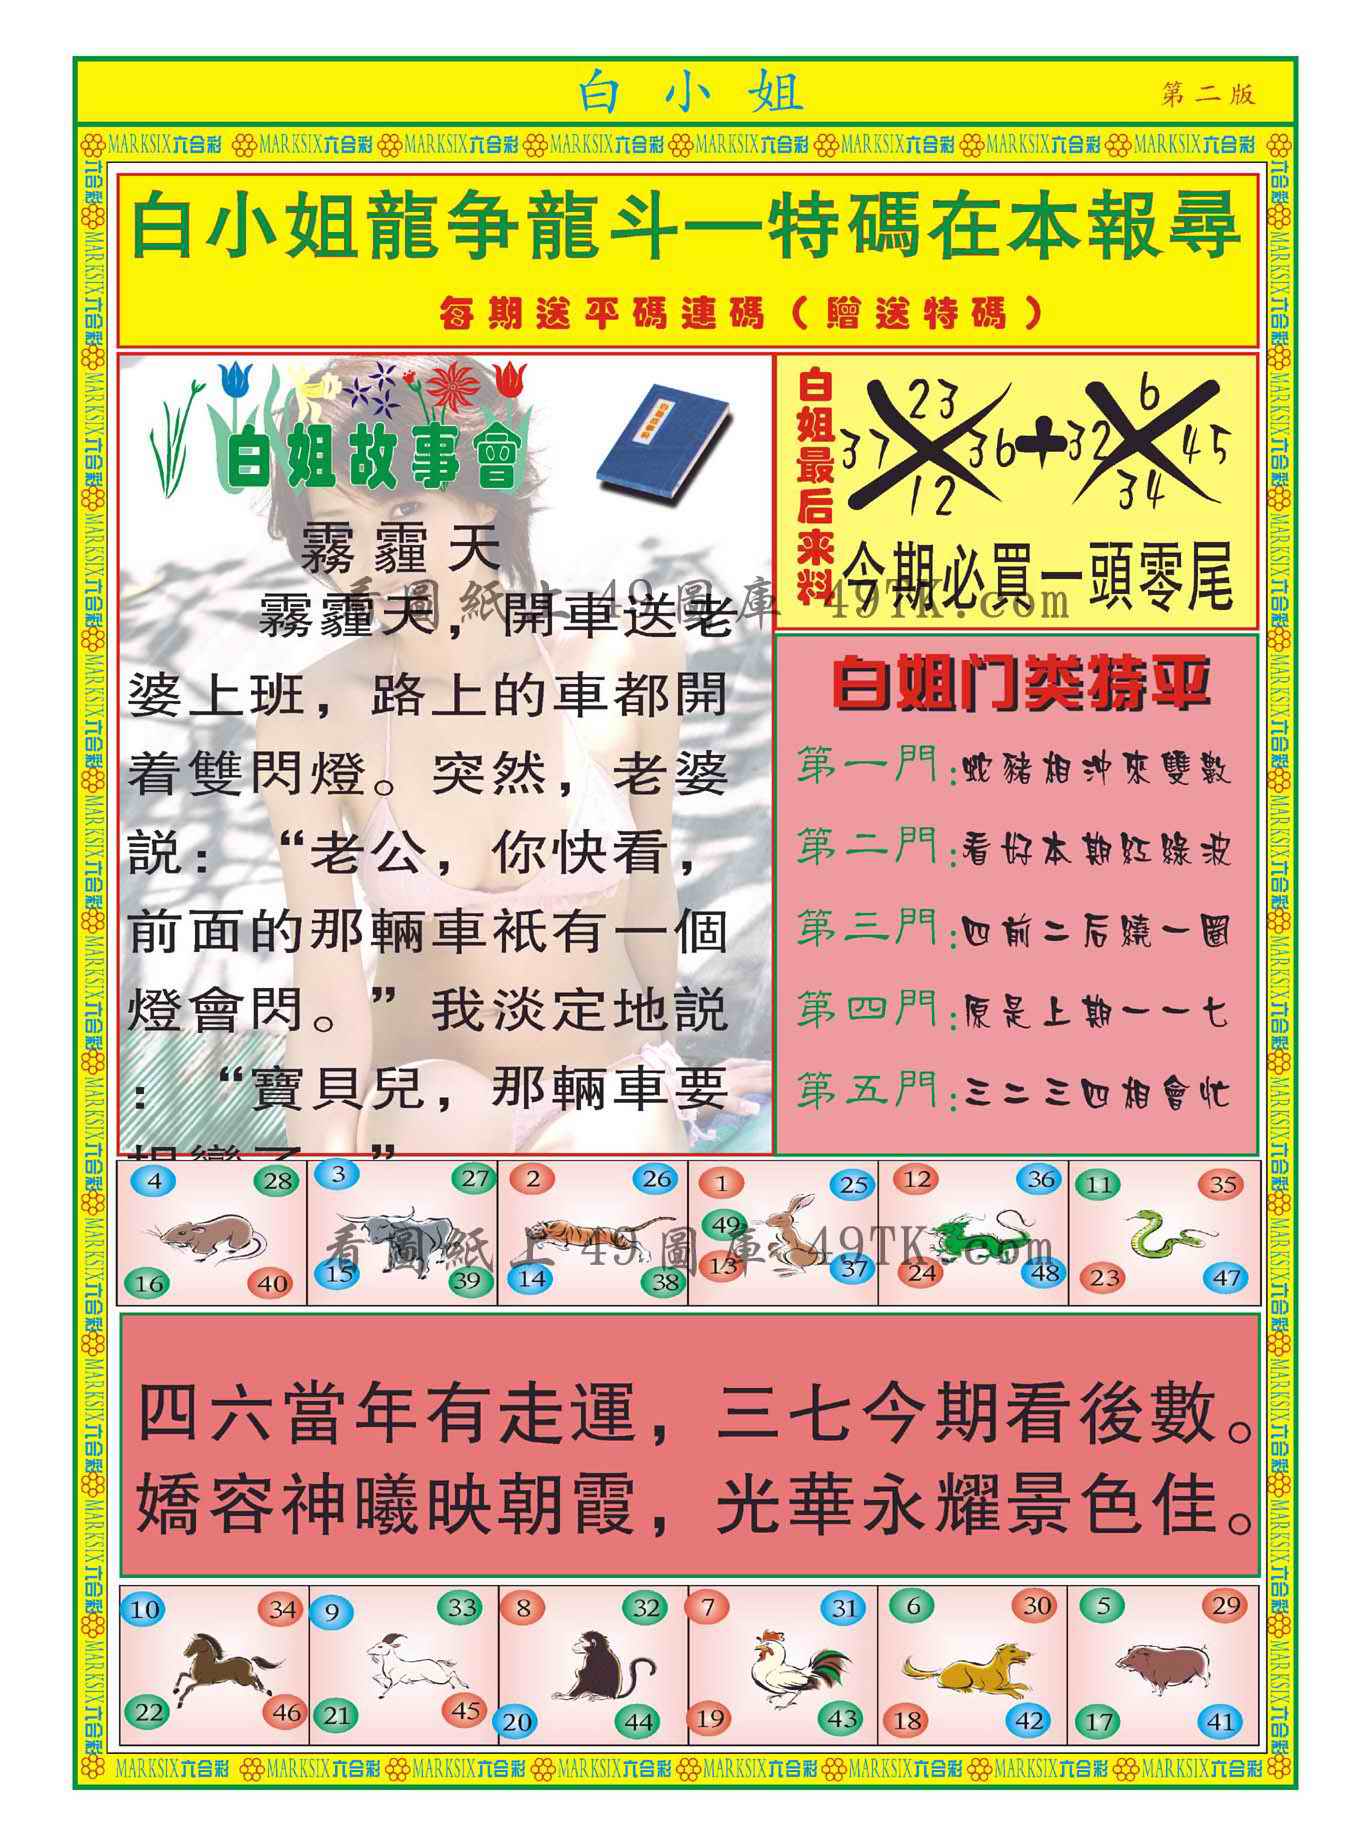 白小姐
第二版
MARKSIX六合彩 MARKSIX六合彩 MARKSIX六合彩 MARKSIX六合彩 MARKSIX六合彩 MARKSIX六合彩 MARKSIX六合彩 MARKSIX六合彩
白小姐龍争龍斗一特碼在本報尋
每期送平碼連碼（贈送特碼）
白姐故事會
霧霾天
霧霾天，開車送老
婆上班，路上的車都開
着雙閃燈。突然，老婆
説：“老公，你快看，
前面的那輛車衹有一個
燈會閃。”我淡定地説
：“寶貝兒，那輛車要
白姐最后来料
23
37 36
12
+
6
32 45
34
今期必買一頭零尾
看圖紙上49圖庫 49TK.com
白姐门类特平
第一門:蛇豬相沖來雙數
第二門:看好本期紅綠波
第三門:四前二后繞一圈
第四門:原是上期一一七
第五門:三二三四相會忙
4 28 3 27 2 26 1 25 12 36 11 35
49
16 40 15 39 14 38 13 37 24 48 23 47
看圖紙上49圖庫 49TK.com
四六當年有走運，三七今期看後數。
嬌容神曦映朝霞，光華永耀景色佳。
10 34 9 33 8 32 7 31 6 30 5 29
22 46 21 45 20 44 19 43 18 42 17 41
MARKSIX六合彩 MARKSIX六合彩 MARKSIX六合彩 MARKSIX六合彩 MARKSIX六合彩 MARKSIX六合彩 MARKSIX六合彩 MARKSIX六合彩